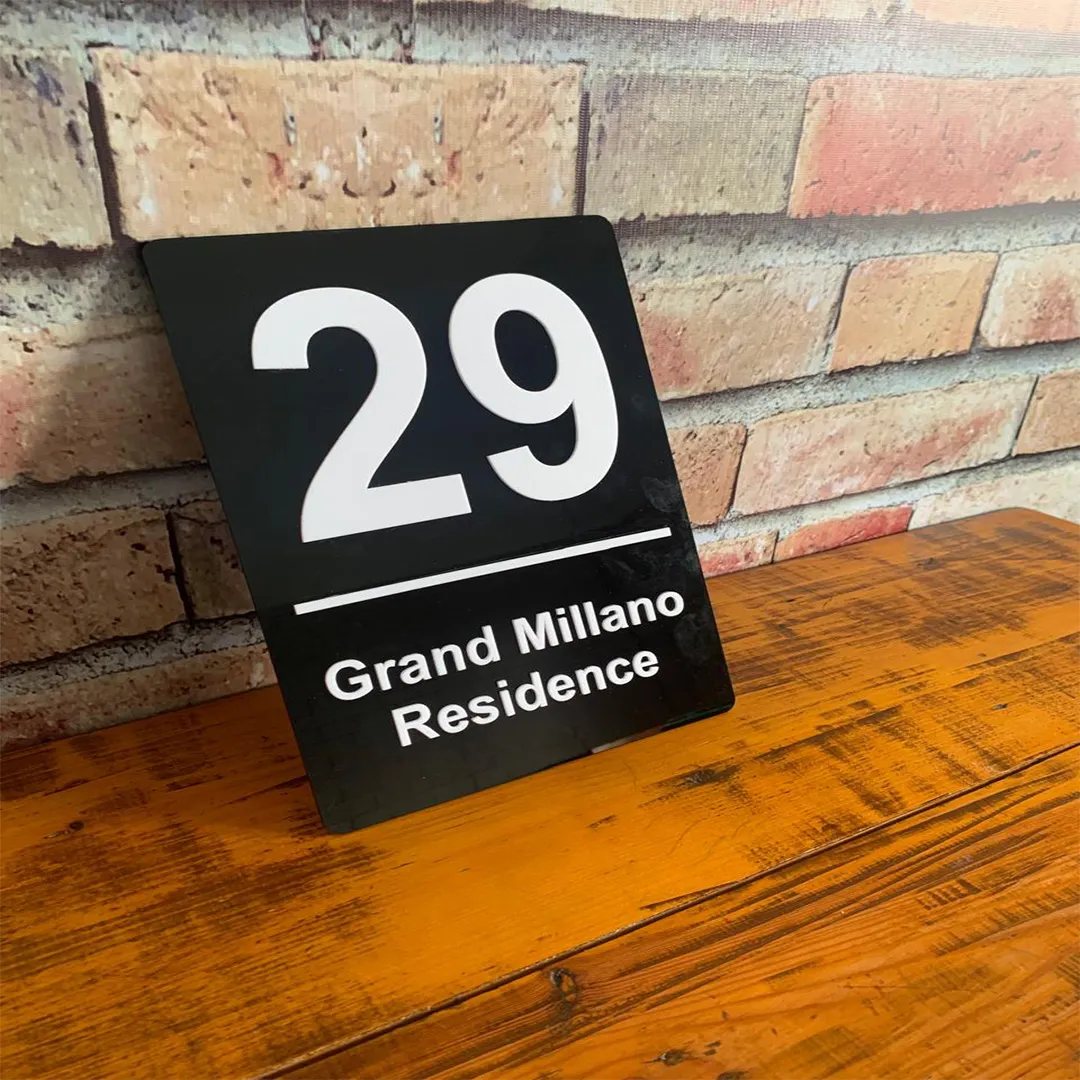 29
Grand Millano
Residence